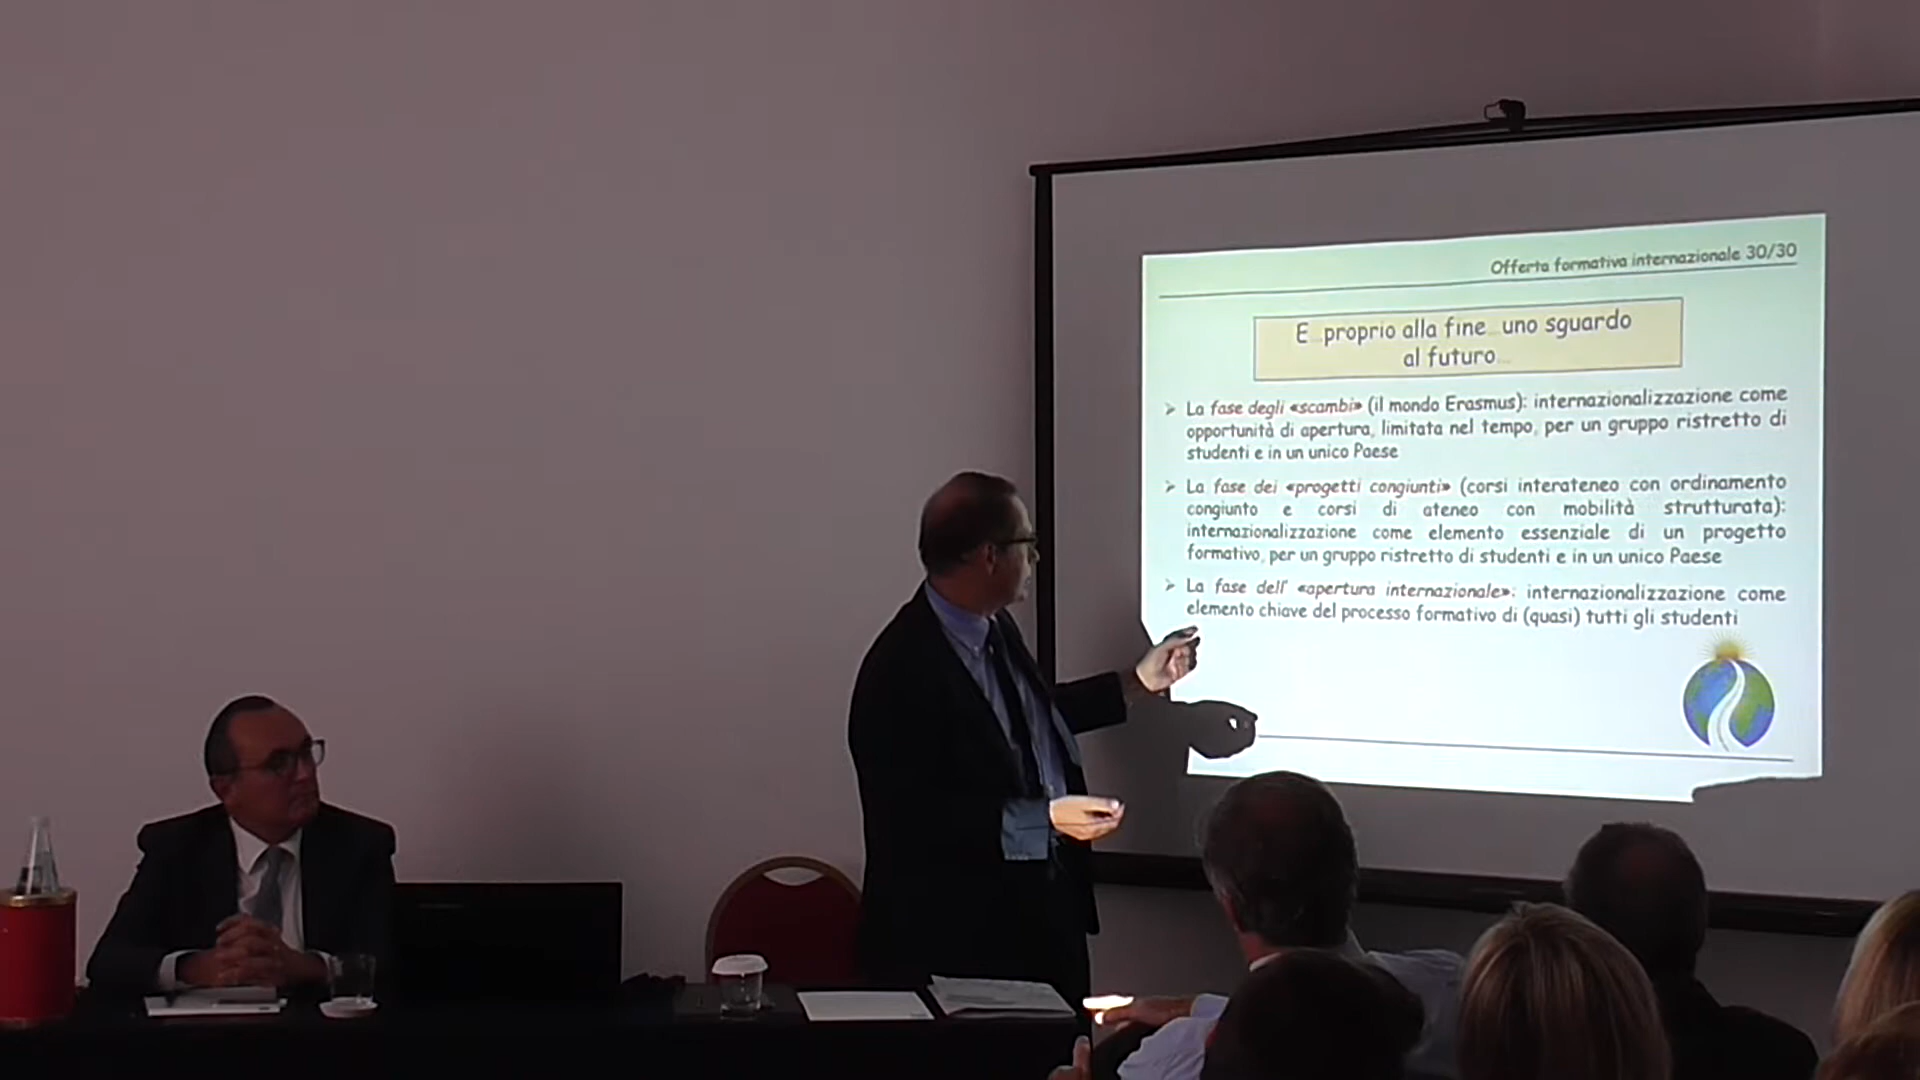 Offerta formativa internazionale 30/30
E...proprio alla fine...uno sguardo
al futuro...
➢ La fase degli «scambi» (il mondo Erasmus): internazionalizzazione come
opportunità di apertura, limitata nel tempo, per un gruppo ristretto di
studenti e in un unico Paese
➢ La fase dei «progetti congiunti» (corsi interateneo con ordinamento
congiunto e corsi di ateneo con mobilità strutturata):
internazionalizzazione come elemento essenziale di un progetto
formativo, per un gruppo ristretto di studenti e in un unico Paese
➢ La fase dell' «apertura internazionale»: internazionalizzazione come
elemento chiave del processo formativo di (quasi) tutti gli studenti